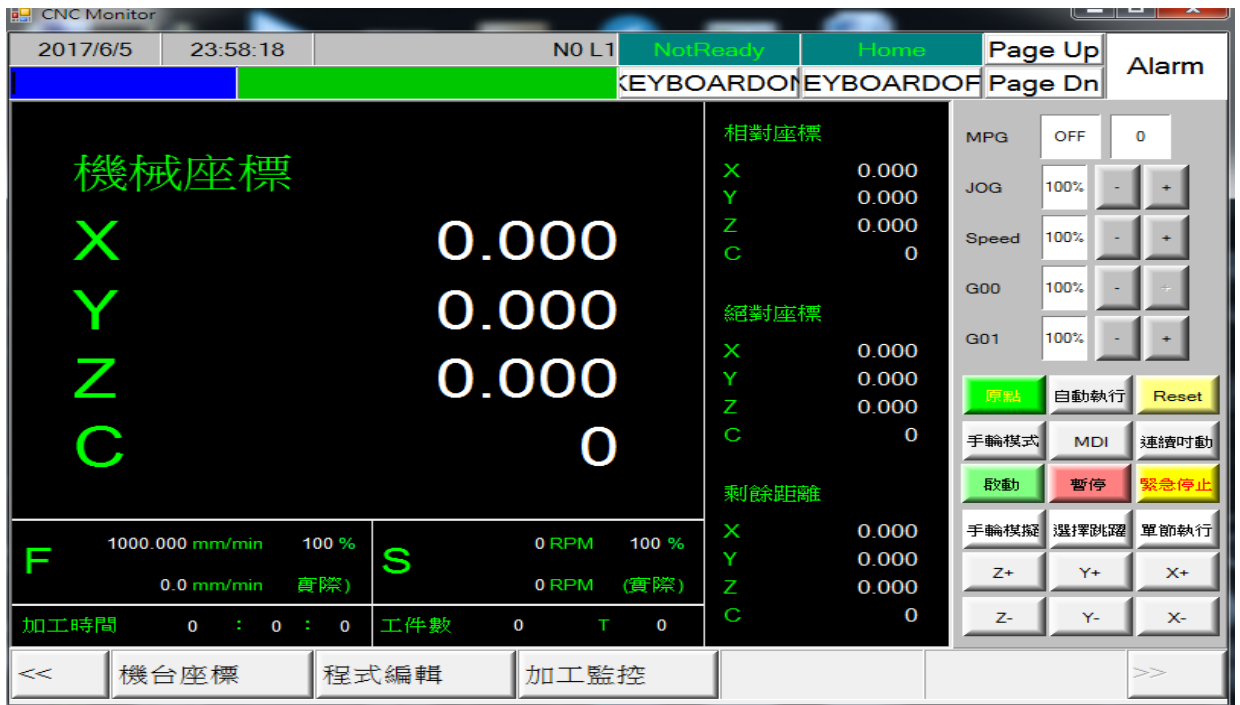 CNC Monitor
2017/6/5 23:58:18 N0 L1 NotReady Home Page Up Alarm
KEYBOARDON EYBOARDOF Page Dn
機械座標
X 0.000
Y 0.000
Z 0.000
C 0
F 1000.000 mm/min 100 %
0.0 mm/min 實際)
S 0 RPM 100 %
0 RPM (實際)
加工時間 0 : 0 : 0 工件數 0 T 0
相對座標
X 0.000
Y 0.000
Z 0.000
C 0
絕對座標
X 0.000
Y 0.000
Z 0.000
C 0
剩餘距離
X 0.000
Y 0.000
Z 0.000
C 0
MPG OFF 0
JOG 100% - +
Speed 100% - +
G00 100% - +
G01 100% - +
原點 自動執行 Reset
手輪模式 MDI 連續吋動
啟動 暫停 緊急停止
手輪模擬 選擇跳躍 單節執行
Z+ Y+ X+
Z- Y- X-
<< 機台座標 程式編輯 加工監控 >>